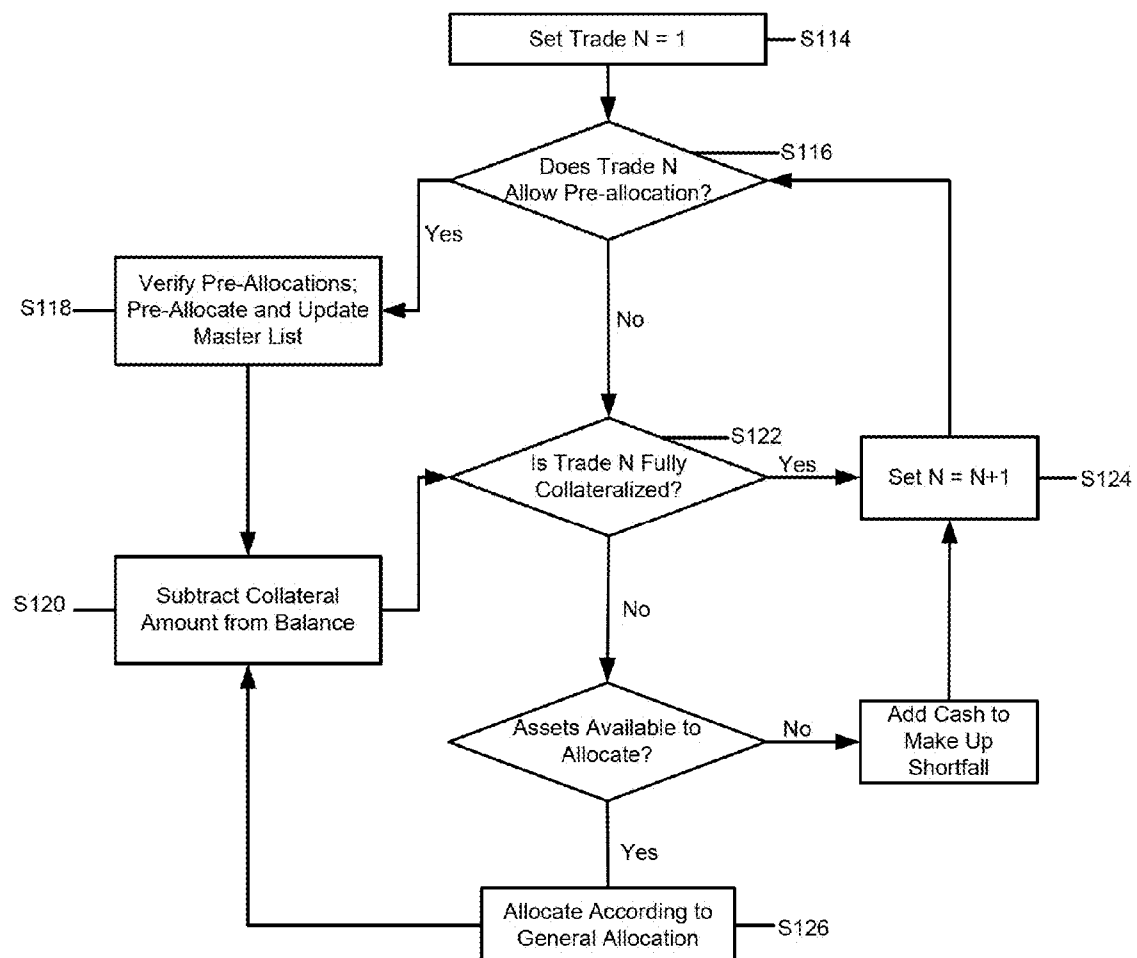 Set Trade N = 1
S114
S116
Does Trade N
Allow Pre-allocation?
Yes
Verify Pre-Allocations;
Pre-Allocate and Update
Master List
S118
No
S122
Is Trade N Fully
Collateralized?
Yes
Set N = N+1
S124
S120
Subtract Collateral
Amount from Balance
No
Assets Available to
Allocate?
No
Add Cash to
Make Up
Shortfall
Yes
Allocate According to
General Allocation
S126